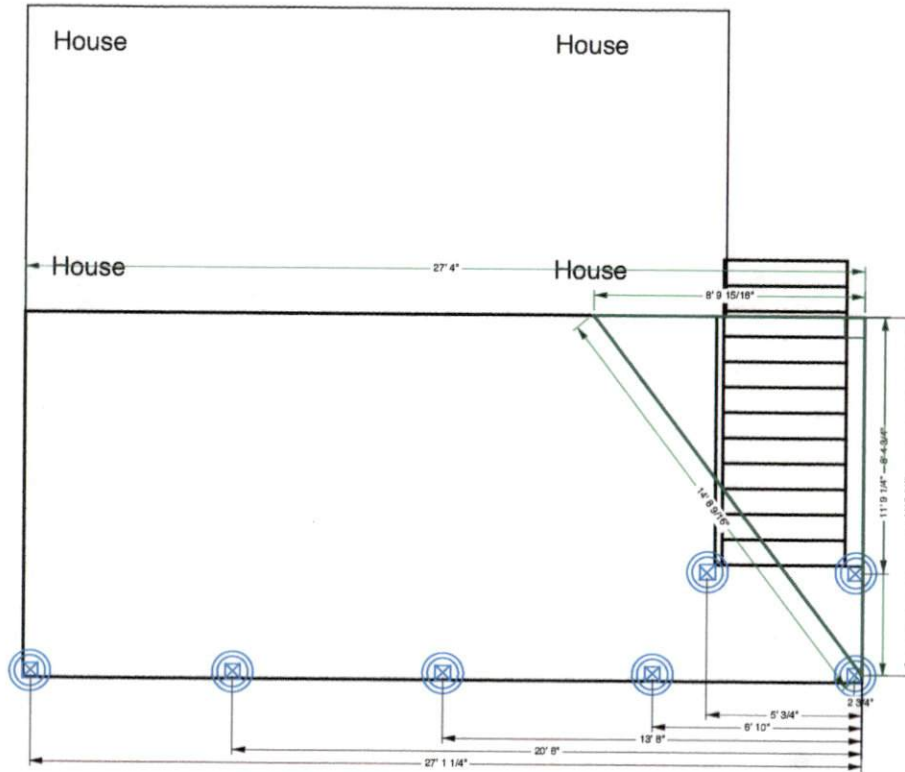 House
House
House
House
27' 4"
8' 9 15/16"
14' 8 9/16"
11' 9 1/4"
8' 4 3/4"
2 3/4"
5' 3/4"
6' 10"
13' 8"
20' 6"
27' 1 1/4"